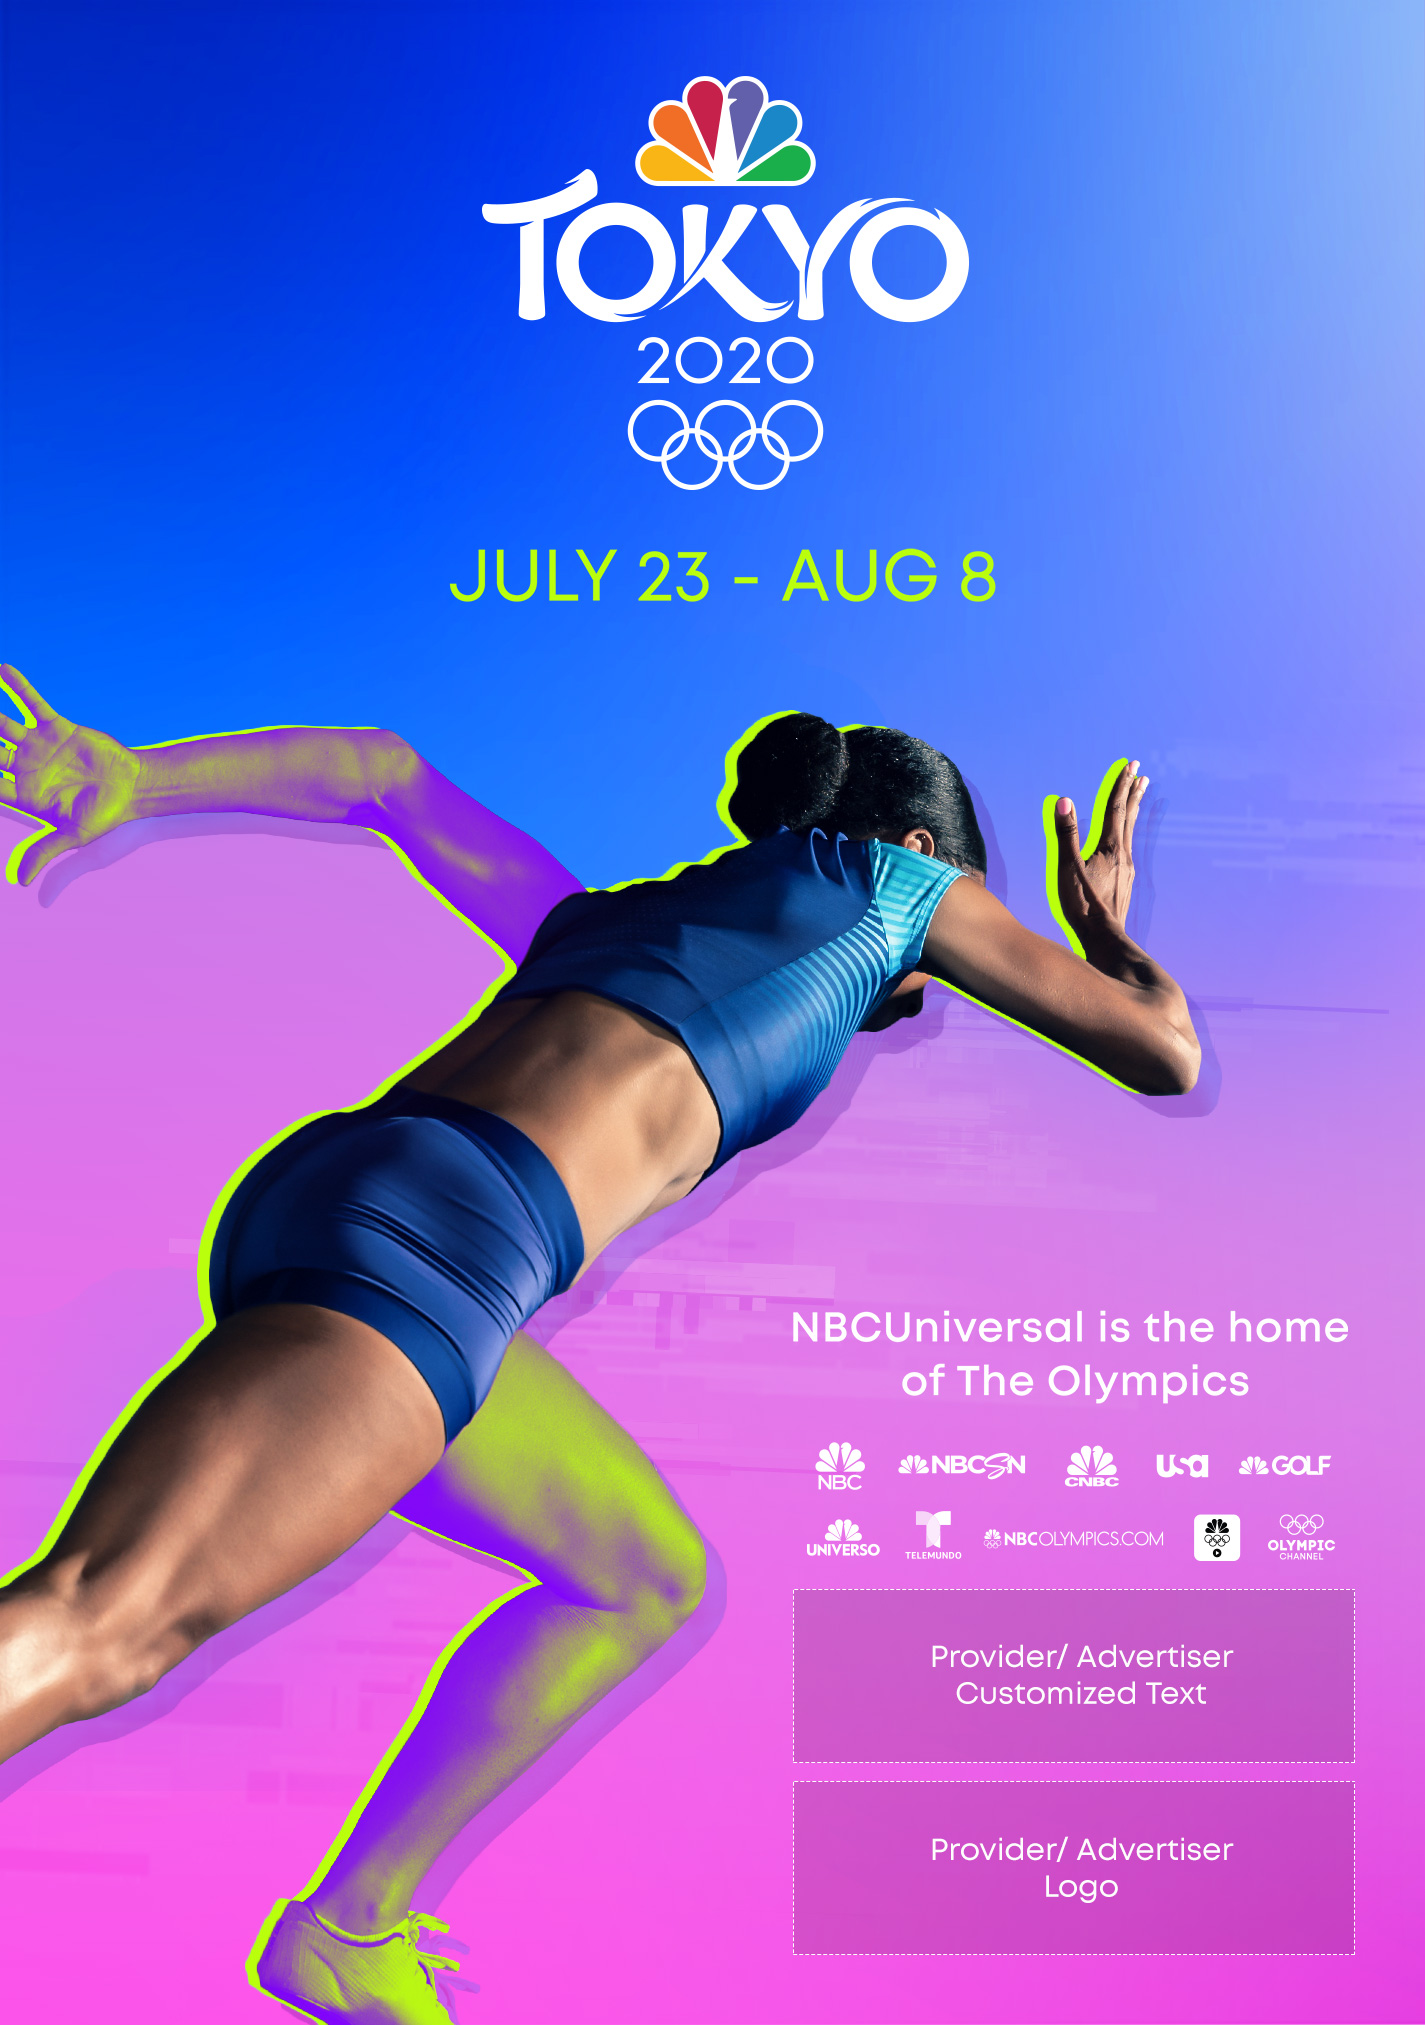 TOKYO
2020
JULY 23 - AUG 8
NBCUniversal is the home
of The Olympics
NBC NBCSN CNBC USA GOLF
UNIVERSO TELEMUNDO NBCOLYMPICS.COM OLYMPIC CHANNEL
Provider/ Advertiser
Customized Text
Provider/ Advertiser
Logo